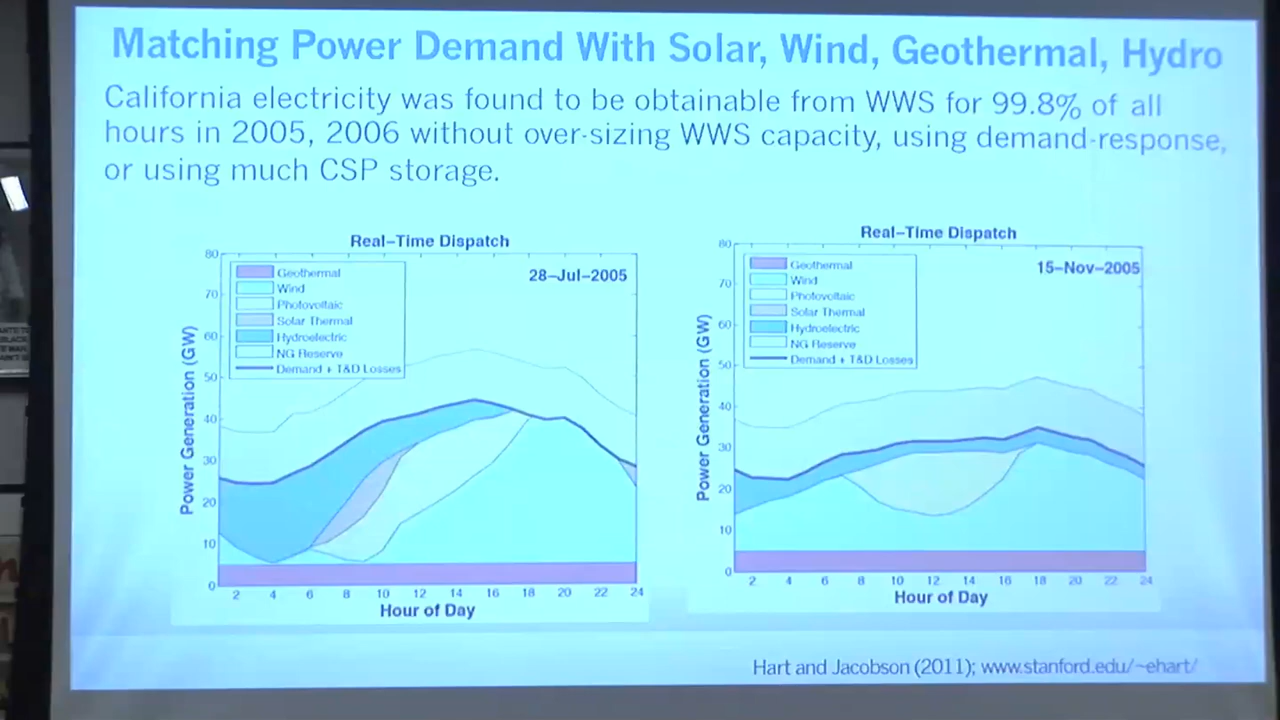 Matching Power Demand With Solar, Wind, Geothermal, Hydro
California electricity was found to be obtainable from WWS for 99.8% of all
hours in 2005, 2006 without over-sizing WWS capacity, using demand-response,
or using much CSP storage.
Real-Time Dispatch
28-Jul-2005
Geothermal
Wind
Photovoltaic
Solar Thermal
Hydroelectric
NG Reserve
Demand + T&D Losses
Power Generation (GW)
80
70
60
50
40
30
20
10
0
2 4 6 8 10 12 14 16 18 20 22 24
Hour of Day
Real-Time Dispatch
15-Nov-2005
Geothermal
Wind
Photovoltaic
Solar Thermal
Hydroelectric
NG Reserve
Demand + T&D Losses
Power Generation (GW)
80
70
60
50
40
30
20
10
0
2 4 6 8 10 12 14 16 18 20 22 24
Hour of Day
Hart and Jacobson (2011); www.stanford.edu/~ehart/